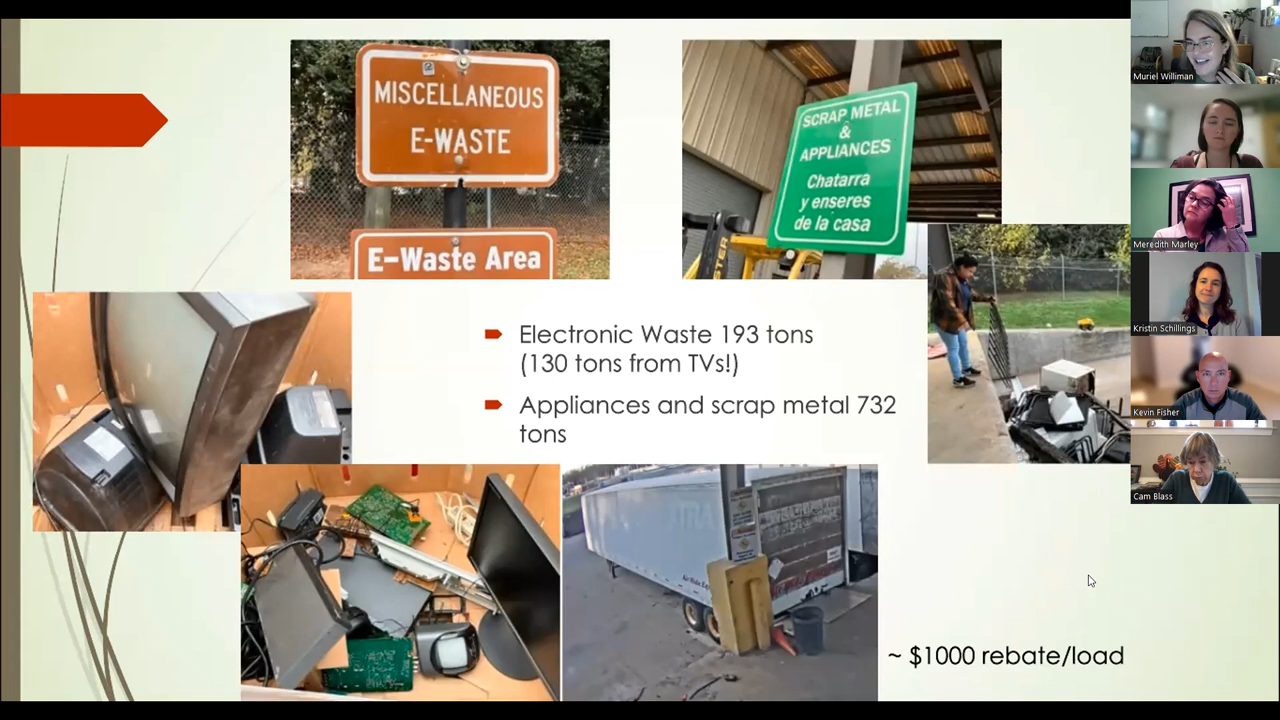 MISCELLANEOUS
E-WASTE
E-Waste Area
SCRAP METAL
&
APPLIANCES
Chatarra
y enseres
de la casa
Electronic Waste 193 tons
(130 tons from TVs!)
Appliances and scrap metal 732
tons
~ $1000 rebate/load
Muriel Williman
Meredith Marley
Kristin Schillings
Kevin Fisher
Cam Blass